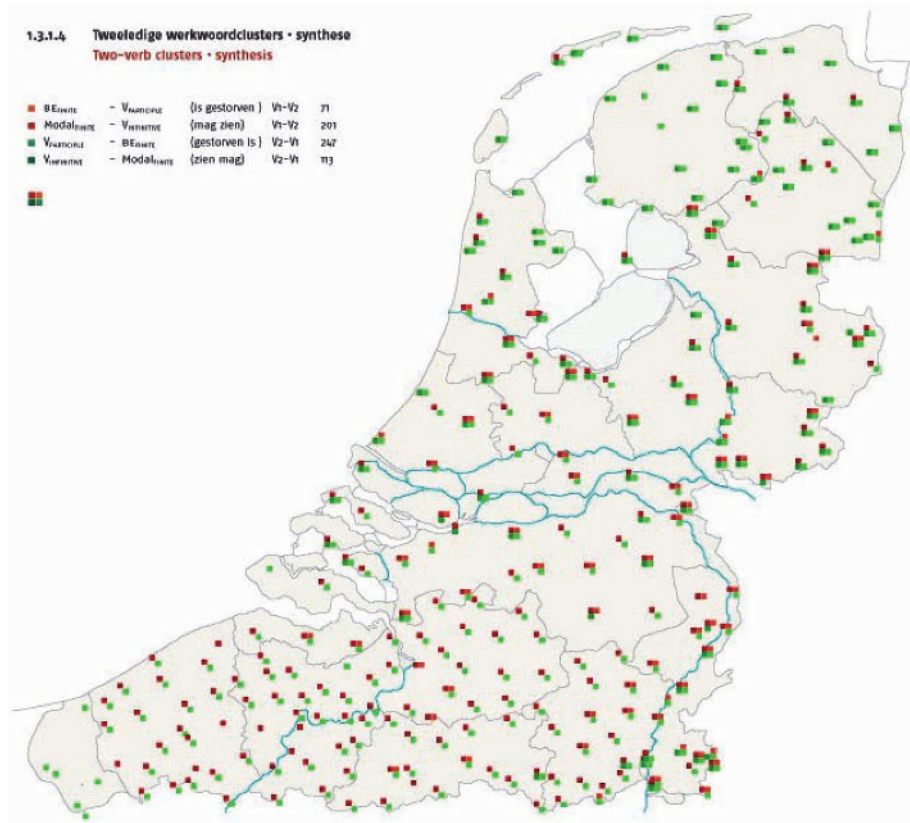 1.3.1.4 Tweeledige werkwoordclusters · synthese
Two-verb clusters · synthesis
BEFINITE – VPARTICIPLE (is gestorven ) V1-V2 71
ModalFINITE – VINFINITIVE (mag zien) V1-V2 201
VPARTICIPLE – BEFINITE (gestorven is ) V2-V1 247
VINFINITIVE – ModalFINITE (zien mag) V2-V1 113